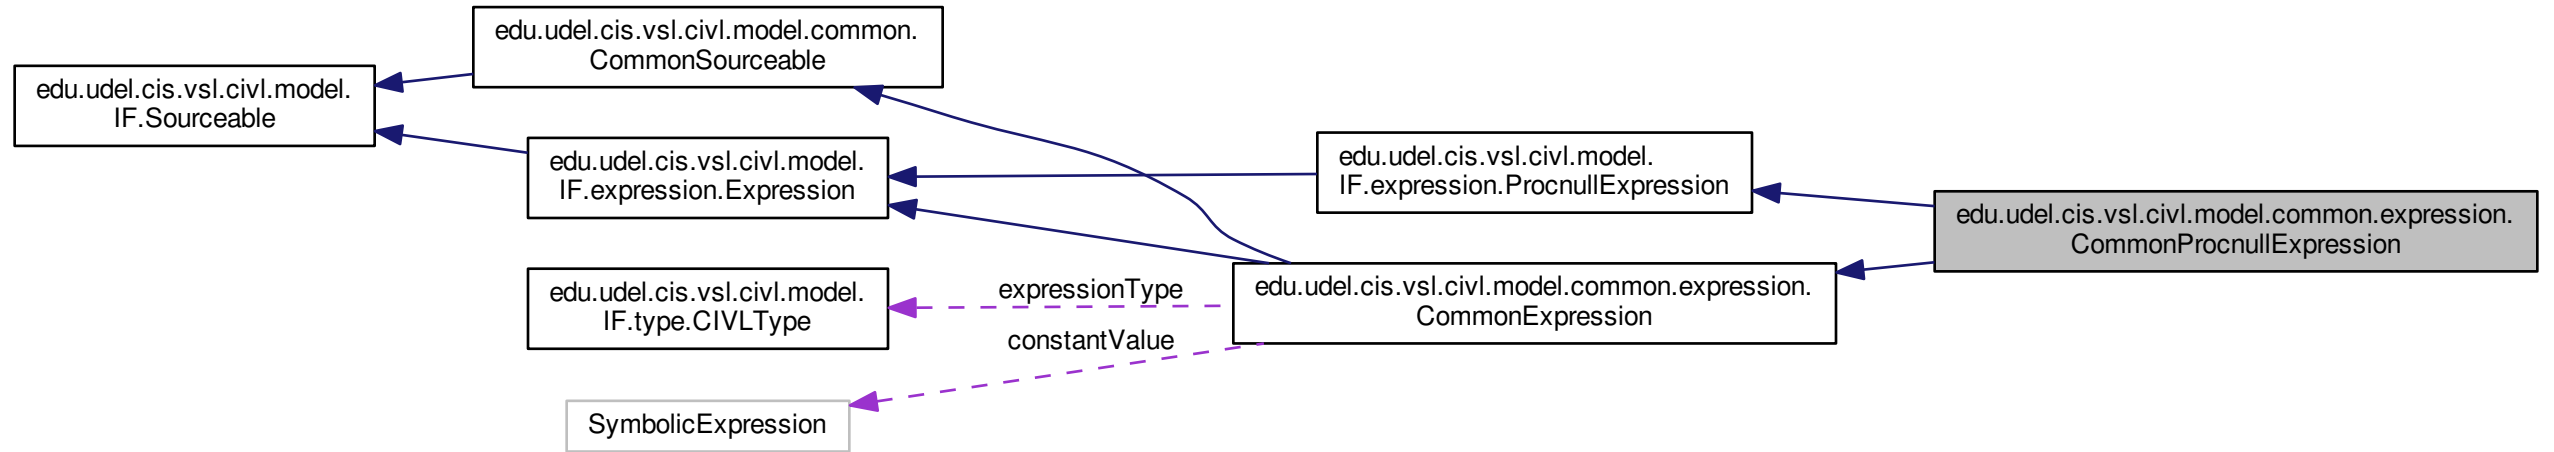 edu.udel.cis.vsl.civl.model.
IF.Sourceable
edu.udel.cis.vsl.civl.model.common.
CommonSourceable
edu.udel.cis.vsl.civl.model.
IF.expression.Expression
edu.udel.cis.vsl.civl.model.
IF.type.CIVLType
SymbolicExpression
expressionType
constantValue
edu.udel.cis.vsl.civl.model.
IF.expression.ProcnullExpression
edu.udel.cis.vsl.civl.model.common.expression.
CommonExpression
edu.udel.cis.vsl.civl.model.common.expression.
CommonProcnullExpression